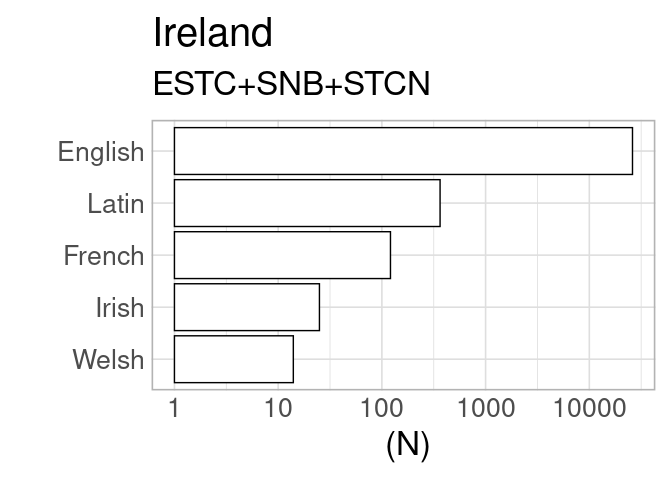 Ireland
ESTC+SNB+STCN
English
Latin
French
Irish
Welsh
1 10 100 1000 10000
(N)